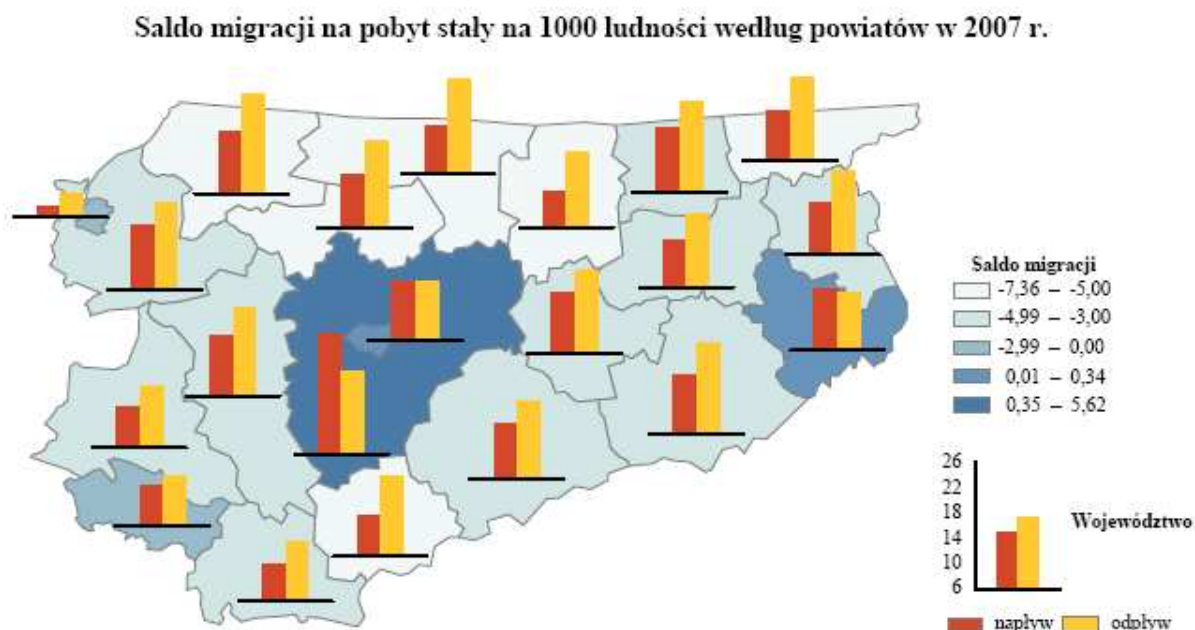 Saldo migracji na pobyt stały na 1000 ludności według powiatów w 2007 r.
Saldo migracji
-7,36 – -5,00
-4,99 – -3,00
-2,99 – 0,00
0,01 – 0,34
0,35 – 5,62
26
22
18
14
10
6
Województwo
napływ odpływ